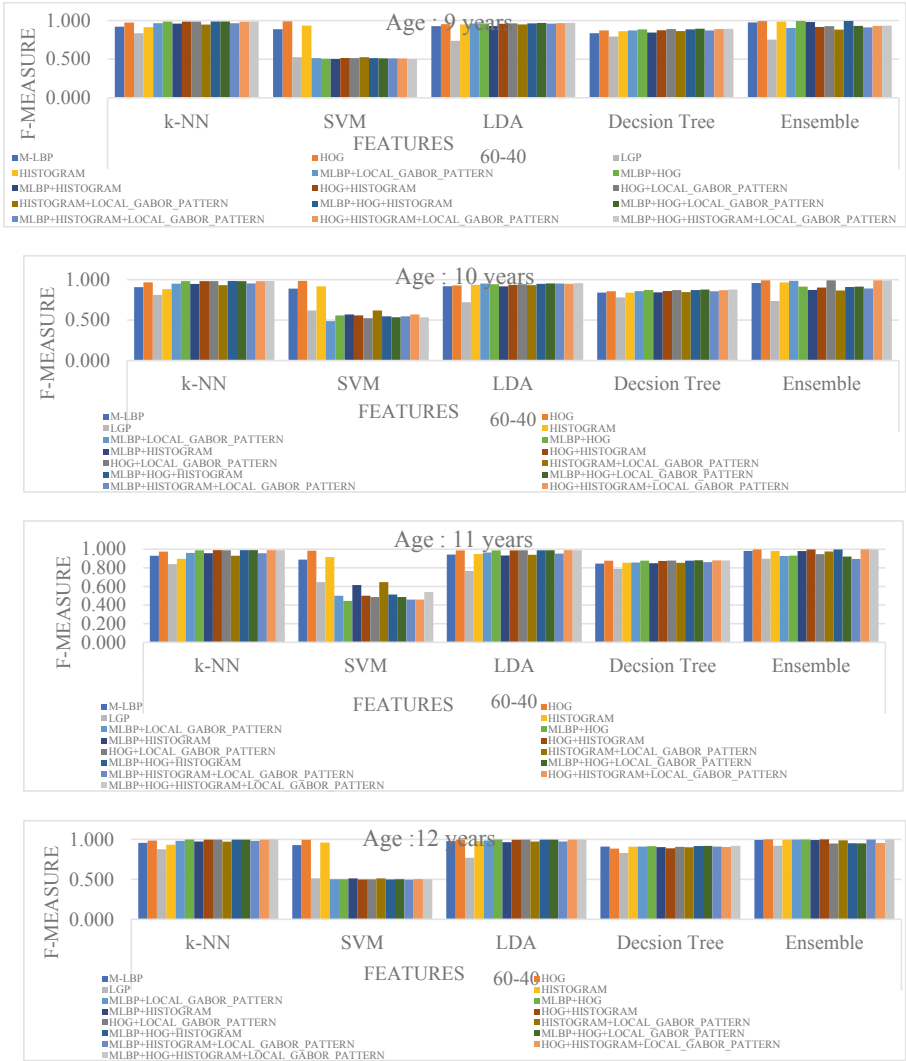 Age : 9 years
F-MEASURE
1.000
0.500
0.000
k-NN SVM LDA Decsion Tree Ensemble
FEATURES
60-40
M-LBP HOG LGP
HISTOGRAM MLBP+LOCAL_GABOR_PATTERN MLBP+HOG
MLBP+HISTOGRAM HOG+HISTOGRAM HOG+LOCAL_GABOR_PATTERN
HISTOGRAM+LOCAL_GABOR_PATTERN MLBP+HOG+HISTOGRAM MLBP+HOG+LOCAL_GABOR_PATTERN
MLBP+HISTOGRAM+LOCAL_GABOR_PATTERN HOG+HISTOGRAM+LOCAL_GABOR_PATTERN MLBP+HOG+HISTOGRAM+LOCAL_GABOR_PATTERN
Age : 10 years
F-MEASURE
1.000
0.500
0.000
k-NN SVM LDA Decsion Tree Ensemble
FEATURES
60-40
M-LBP HOG
LGP HISTOGRAM
MLBP+LOCAL_GABOR_PATTERN MLBP+HOG
MLBP+HISTOGRAM HOG+HISTOGRAM
HOG+LOCAL_GABOR_PATTERN HISTOGRAM+LOCAL_GABOR_PATTERN
MLBP+HOG+HISTOGRAM MLBP+HOG+LOCAL_GABOR_PATTERN
MLBP+HISTOGRAM+LOCAL_GABOR_PATTERN HOG+HISTOGRAM+LOCAL_GABOR_PATTERN
Age : 11 years
F-MEASURE
1.000
0.800
0.600
0.400
0.200
0.000
k-NN SVM LDA Decsion Tree Ensemble
FEATURES
60-40
M-LBP HOG
LGP HISTOGRAM
MLBP+LOCAL_GABOR_PATTERN MLBP+HOG
MLBP+HISTOGRAM HOG+HISTOGRAM
HOG+LOCAL_GABOR_PATTERN HISTOGRAM+LOCAL_GABOR_PATTERN
MLBP+HOG+HISTOGRAM MLBP+HOG+LOCAL_GABOR_PATTERN
MLBP+HISTOGRAM+LOCAL_GABOR_PATTERN HOG+HISTOGRAM+LOCAL_GABOR_PATTERN
MLBP+HOG+HISTOGRAM+LOCAL_GABOR_PATTERN
Age :12 years
F-MEASURE
1.000
0.500
0.000
k-NN SVM LDA Decsion Tree Ensemble
FEATURES
60-40
M-LBP HOG
LGP HISTOGRAM
MLBP+LOCAL_GABOR_PATTERN MLBP+HOG
MLBP+HISTOGRAM HOG+HISTOGRAM
HOG+LOCAL_GABOR_PATTERN HISTOGRAM+LOCAL_GABOR_PATTERN
MLBP+HOG+HISTOGRAM MLBP+HOG+LOCAL_GABOR_PATTERN
MLBP+HISTOGRAM+LOCAL_GABOR_PATTERN HOG+HISTOGRAM+LOCAL_GABOR_PATTERN
MLBP+HOG+HISTOGRAM+LOCAL_GABOR_PATTERN